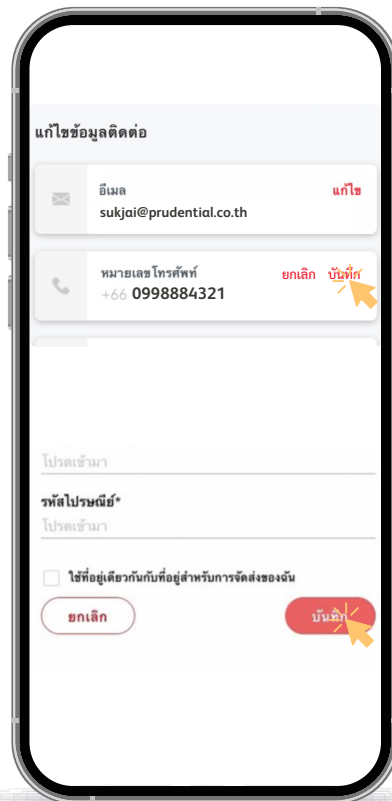 แก้ไขข้อมูลติดต่อ
อีเมล แก้ไข
sukjai@prudential.co.th
หมายเลขโทรศัพท์ ยกเลิก บันทึก
+66 0998884321
โปรดเข้ามา
รหัสไปรษณีย์*
โปรดเข้ามา
ใช้ที่อยู่เดียวกันกับที่อยู่สำหรับการจัดส่งของฉัน
ยกเลิก บันทึก